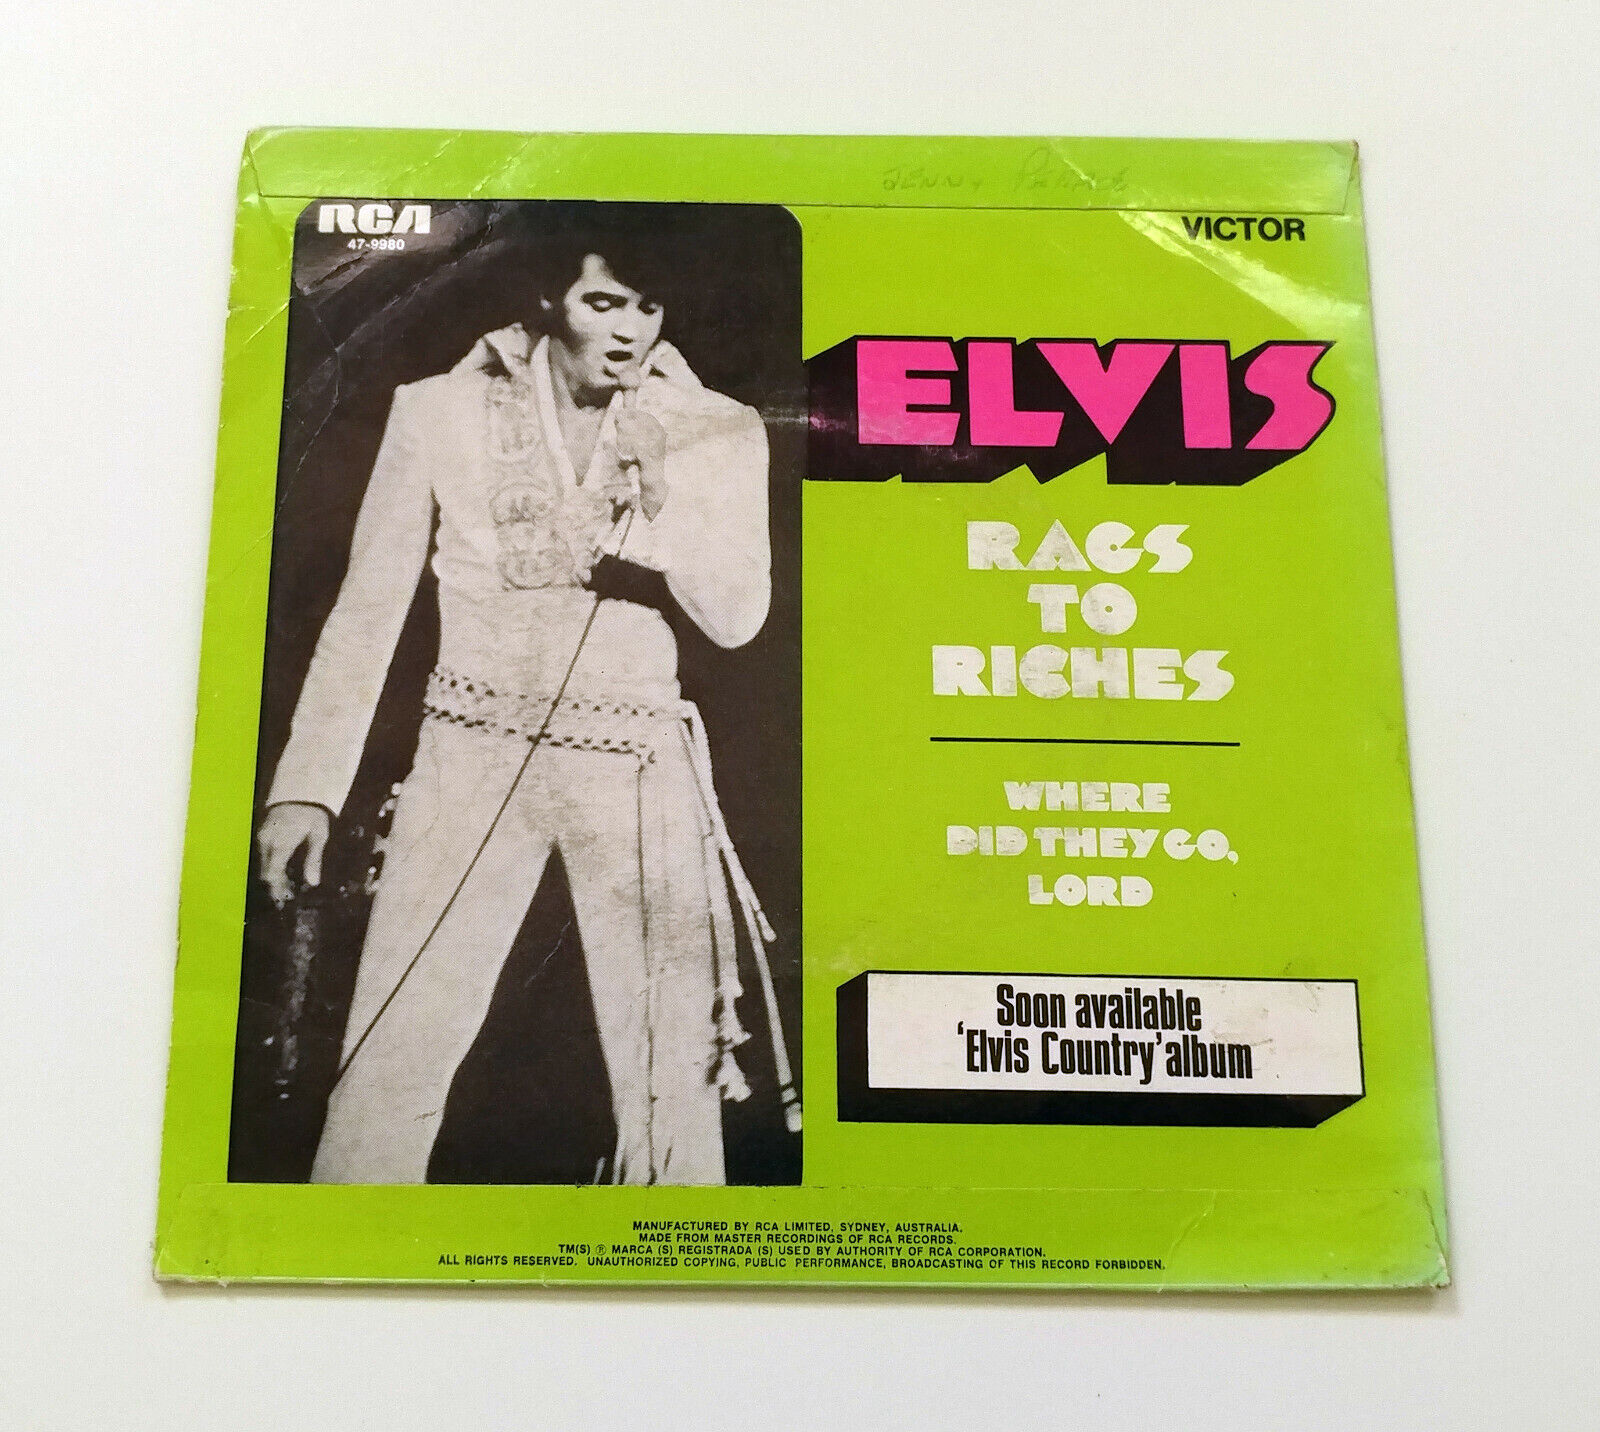 JENNY
RCA
47-9980
VICTOR
ELVIS
RAGS
TO
RICHES
WHERE
DID THEY GO,
LORD
Soon available
'Elvis Country' album
MANUFACTURED BY RCA LIMITED, SYDNEY, AUSTRALIA.
MADE FROM MASTER RECORDINGS OF RCA RECORDS.
TM(S) ® MARCA (S) REGISTRADA (S) USED BY AUTHORITY OF RCA CORPORATION.
ALL RIGHTS RESERVED. UNAUTHORIZED COPYING, PUBLIC PERFORMANCE, BROADCASTING OF THIS RECORD FORBIDDEN.